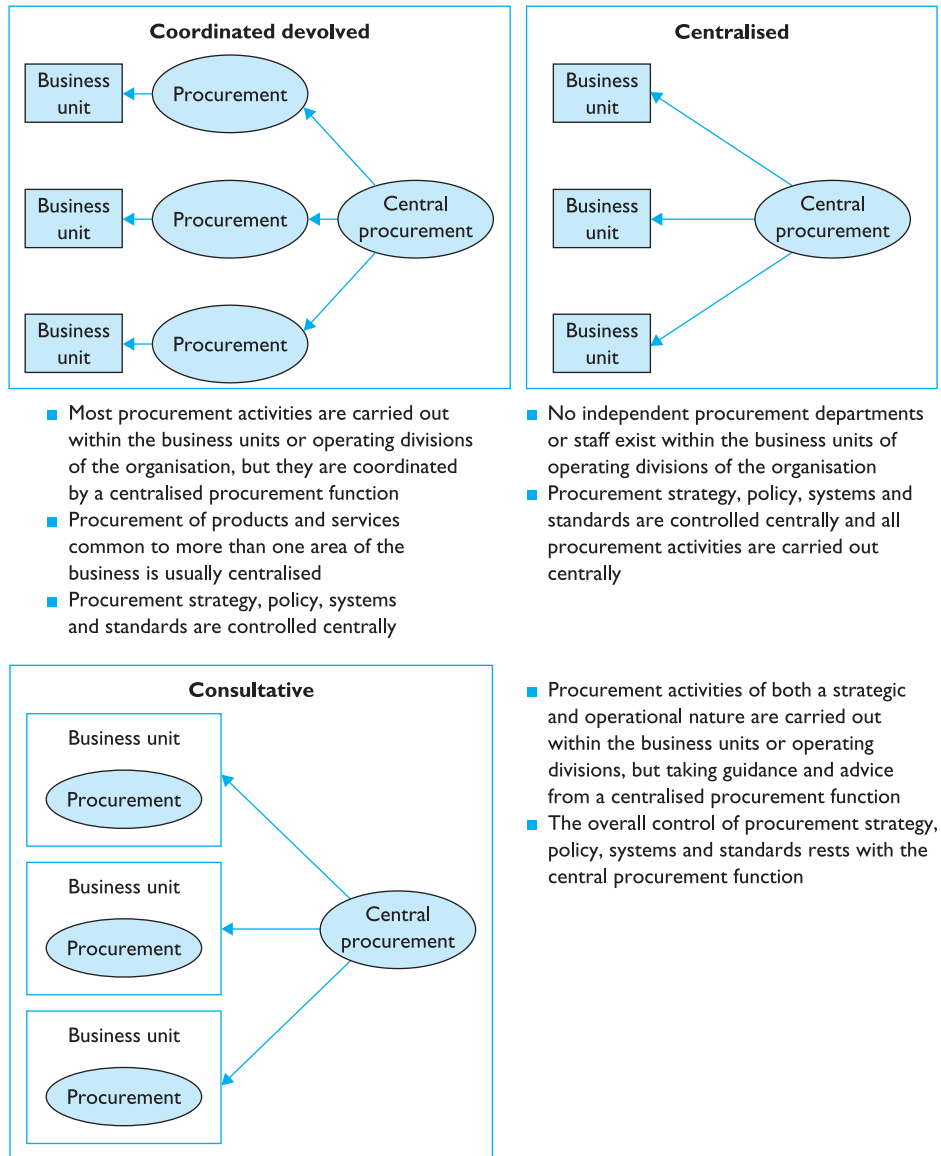 Coordinated devolved
Business
unit
Procurement
Business
unit
Procurement
Central
procurement
Business
unit
Procurement
Most procurement activities are carried out
within the business units or operating divisions
of the organisation, but they are coordinated
by a centralised procurement function
Procurement of products and services
common to more than one area of the
business is usually centralised
Procurement strategy, policy, systems
and standards are controlled centrally
Centralised
Business
unit
Business
unit
Central
procurement
Business
unit
No independent procurement departments
or staff exist within the business units of
operating divisions of the organisation
Procurement strategy, policy, systems and
standards are controlled centrally and all
procurement activities are carried out
centrally
Consultative
Business unit
Procurement
Business unit
Procurement
Central
procurement
Business unit
Procurement
Procurement activities of both a strategic
and operational nature are carried out
within the business units or operating
divisions, but taking guidance and advice
from a centralised procurement function
The overall control of procurement strategy,
policy, systems and standards rests with the
central procurement function